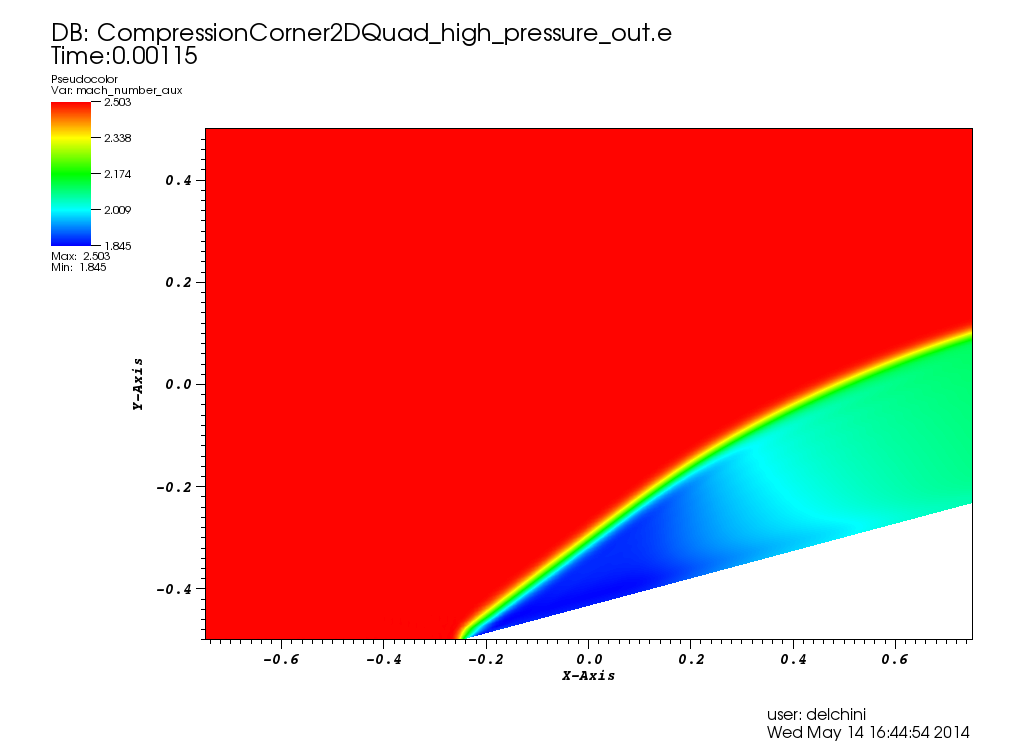 DB: CompressionCorner2DQuad_high_pressure_out.e
Time:0.00115
Pseudocolor
Var: mach_number_aux
2.503
2.338
2.174
2.009
1.845
Max: 2.503
Min: 1.845
0.4
0.2
0.0
-0.2
-0.4
Y-Axis
-0.6 -0.4 -0.2 0.0 0.2 0.4 0.6
X-Axis
user: delchini
Wed May 14 16:44:54 2014